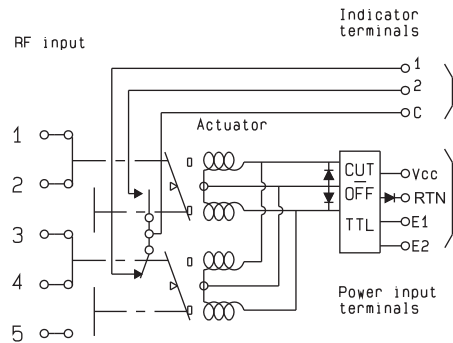 Indicator
terminals
RF input
1
2
C
Actuator
1
2
3
4
5
CUT
OFF
TTL
Vcc
RTN
E1
E2
Power input
terminals